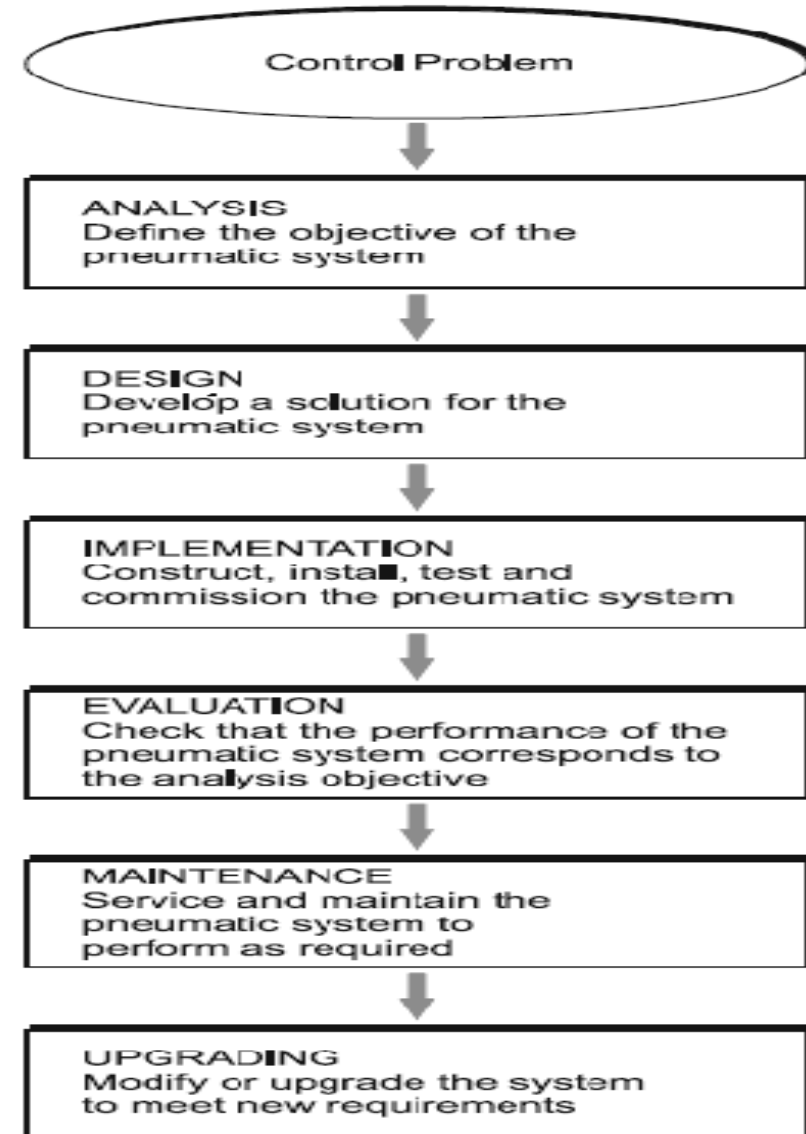 Control Problem
ANALYSIS
Define the objective of the
pneumatic system
DESIGN
Develop a solution for the
pneumatic system
IMPLEMENTATION
Construct, install, test and
commission the pneumatic system
EVALUATION
Check that the performance of the
pneumatic system corresponds to
the analysis objective
MAINTENANCE
Service and maintain the
pneumatic system to
perform as required
UPGRADING
Modify or upgrade the system
to meet new requirements